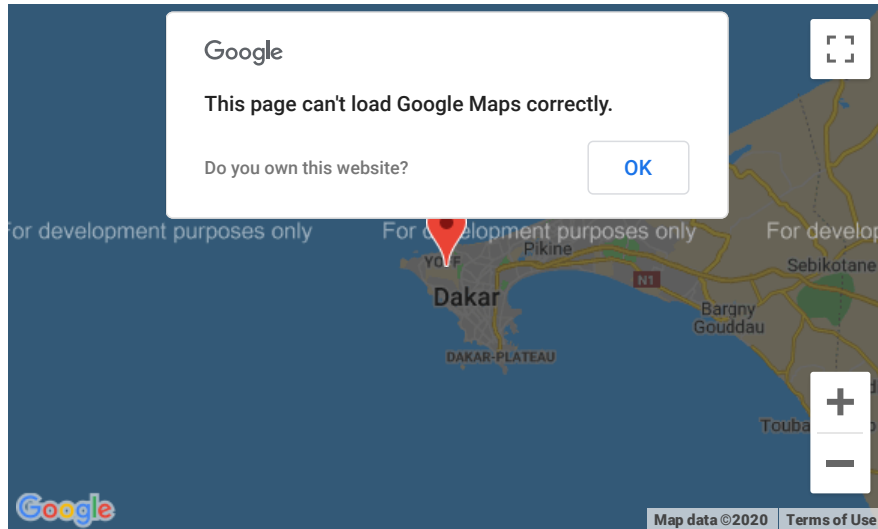 Google
This page can't load Google Maps correctly.
Do you own this website?
OK
For development purposes only
For development purposes only
For develop
YOFF
Pikine
Sebikotane
N1
Dakar
Bargny
Gouddau
DAKAR-PLATEAU
Touba
Google
Map data ©2020
Terms of Use